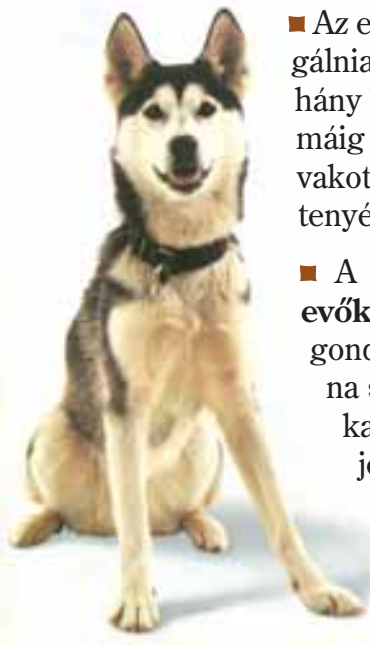 ■ Az e
gálnia
hány
máig
vakot
tenyé
■ A
evők
gond
na s
ka
je